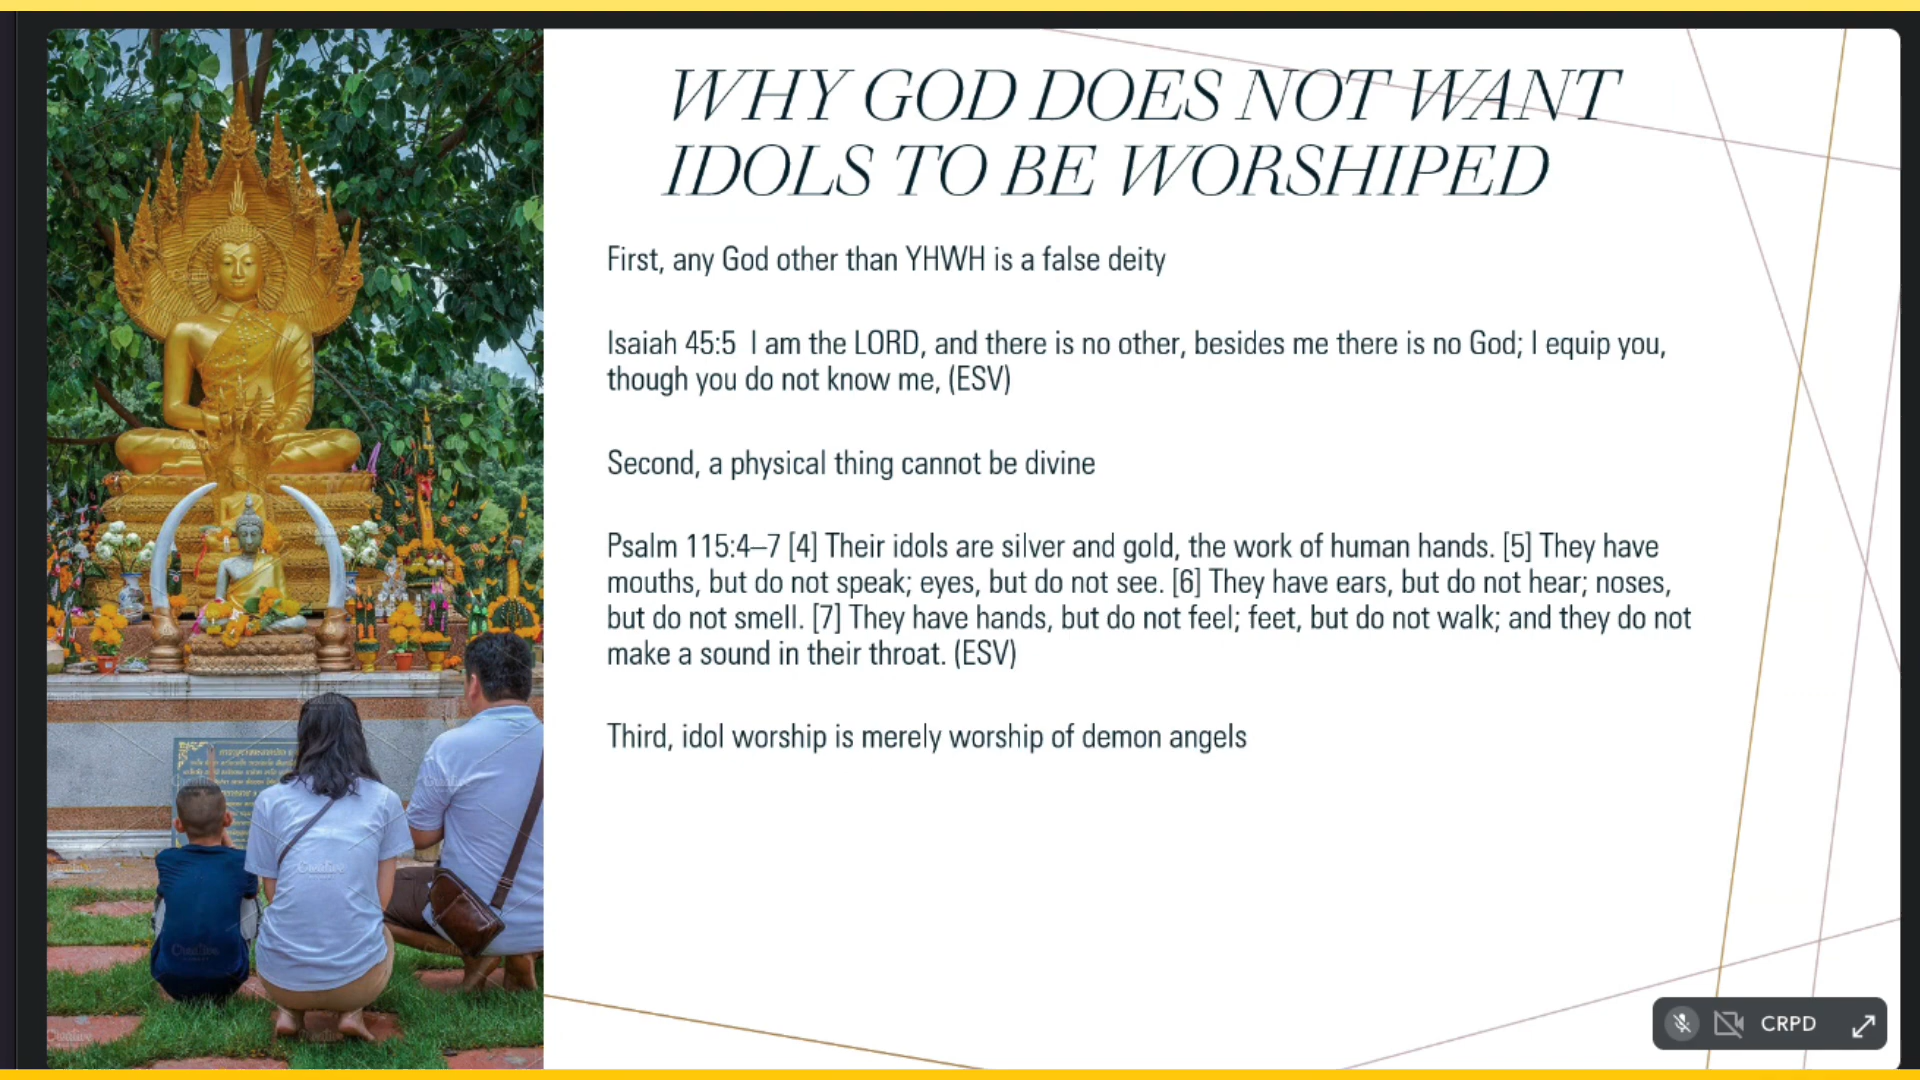 WHY GOD DOES NOT WANT
IDOLS TO BE WORSHIPED
First, any God other than YHWH is a false deity
Isaiah 45:5  I am the LORD, and there is no other, besides me there is no God; I equip you,
though you do not know me, (ESV)
Second, a physical thing cannot be divine
Psalm 115:4–7 [4] Their idols are silver and gold, the work of human hands. [5] They have
mouths, but do not speak; eyes, but do not see. [6] They have ears, but do not hear; noses,
but do not smell. [7] They have hands, but do not feel; feet, but do not walk; and they do not
make a sound in their throat. (ESV)
Third, idol worship is merely worship of demon angels
Creative
CRPD